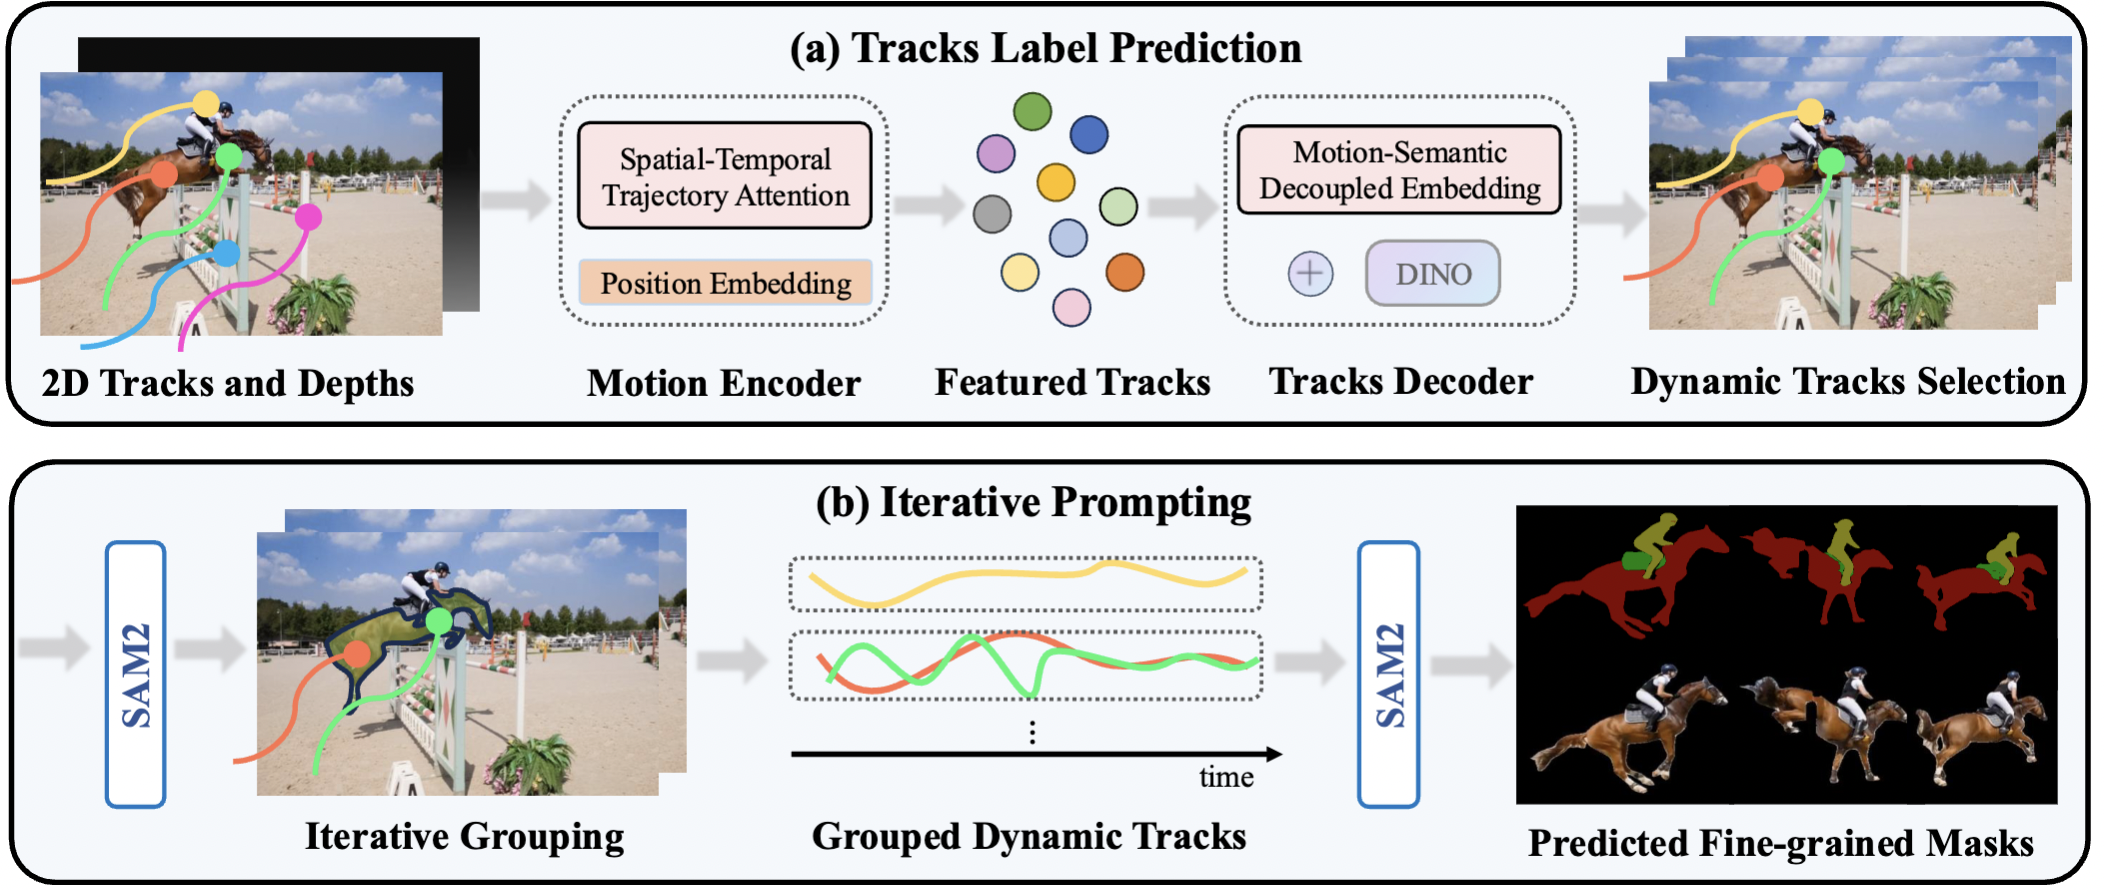 (a) Tracks Label Prediction
Spatial-Temporal
Trajectory Attention
Position Embedding
Motion-Semantic
Decoupled Embedding
DINO
2D Tracks and Depths
Motion Encoder
Featured Tracks
Tracks Decoder
Dynamic Tracks Selection
(b) Iterative Prompting
SAM2
SAM2
time
Iterative Grouping
Grouped Dynamic Tracks
Predicted Fine-grained Masks